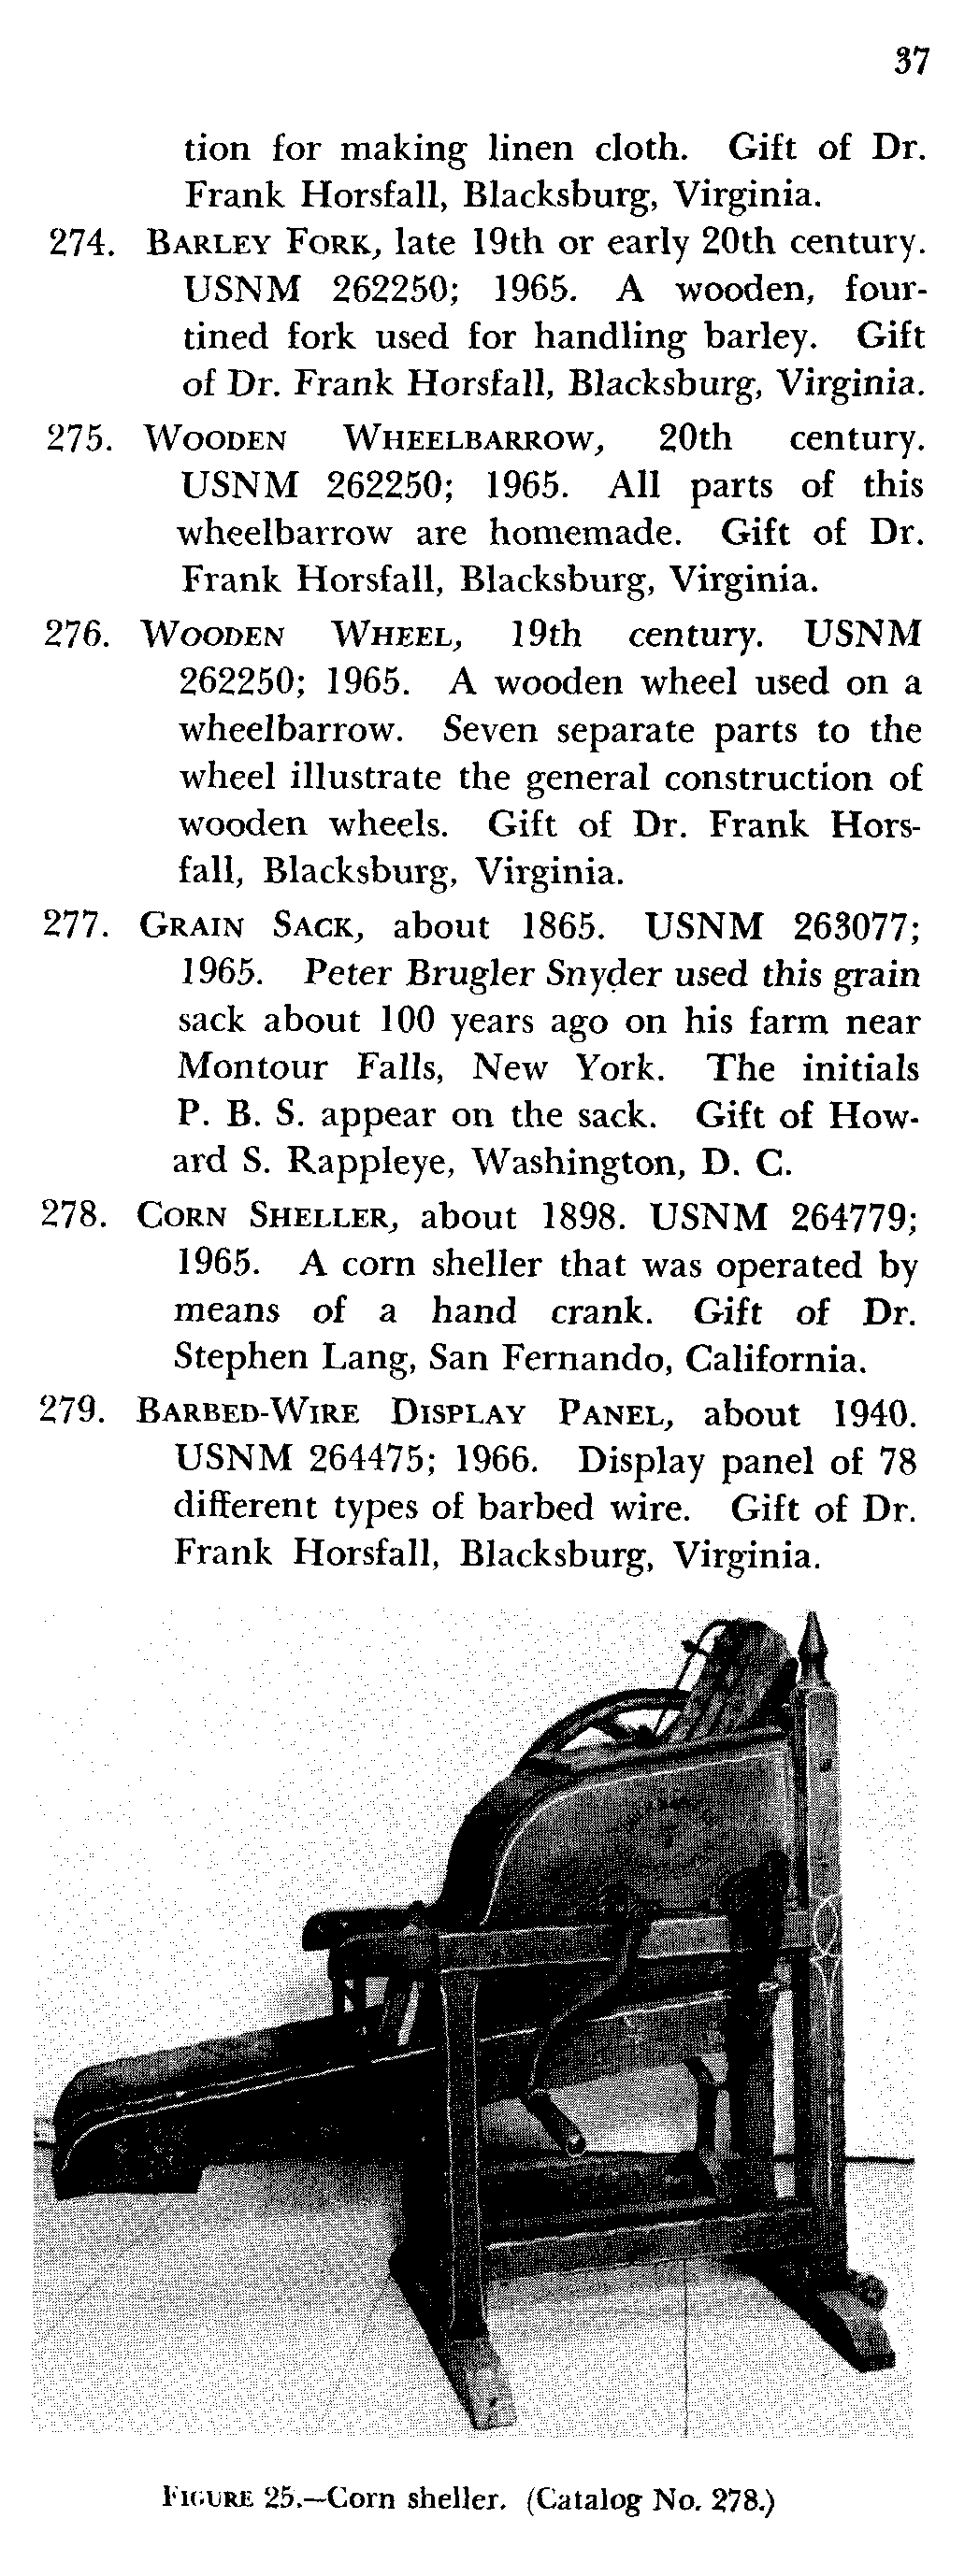 37
tion for making linen cloth. Gift of Dr.
Frank Horsfall, Blacksburg, Virginia.
274. BARLEY FORK, late 19th or early 20th century.
USNM 262250; 1965. A wooden, four-
tined fork used for handling barley. Gift
of Dr. Frank Horsfall, Blacksburg, Virginia.
275. WOODEN WHEELBARROW, 20th century.
USNM 262250; 1965. All parts of this
wheelbarrow are homemade. Gift of Dr.
Frank Horsfall, Blacksburg, Virginia.
276. WOODEN WHEEL, 19th century. USNM
262250; 1965. A wooden wheel used on a
wheelbarrow. Seven separate parts to the
wheel illustrate the general construction of
wooden wheels. Gift of Dr. Frank Hors-
fall, Blacksburg, Virginia.
277. GRAIN SACK, about 1865. USNM 263077;
1965. Peter Brugler Snyder used this grain
sack about 100 years ago on his farm near
Montour Falls, New York. The initials
P. B. S. appear on the sack. Gift of How-
ard S. Rappleye, Washington, D. C.
278. CORN SHELLER, about 1898. USNM 264779;
1965. A corn sheller that was operated by
means of a hand crank. Gift of Dr.
Stephen Lang, San Fernando, California.
279. BARBED-WIRE DISPLAY PANEL, about 1940.
USNM 264475; 1966. Display panel of 78
different types of barbed wire. Gift of Dr.
Frank Horsfall, Blacksburg, Virginia.
FIGURE 25.—Corn sheller. (Catalog No. 278.)